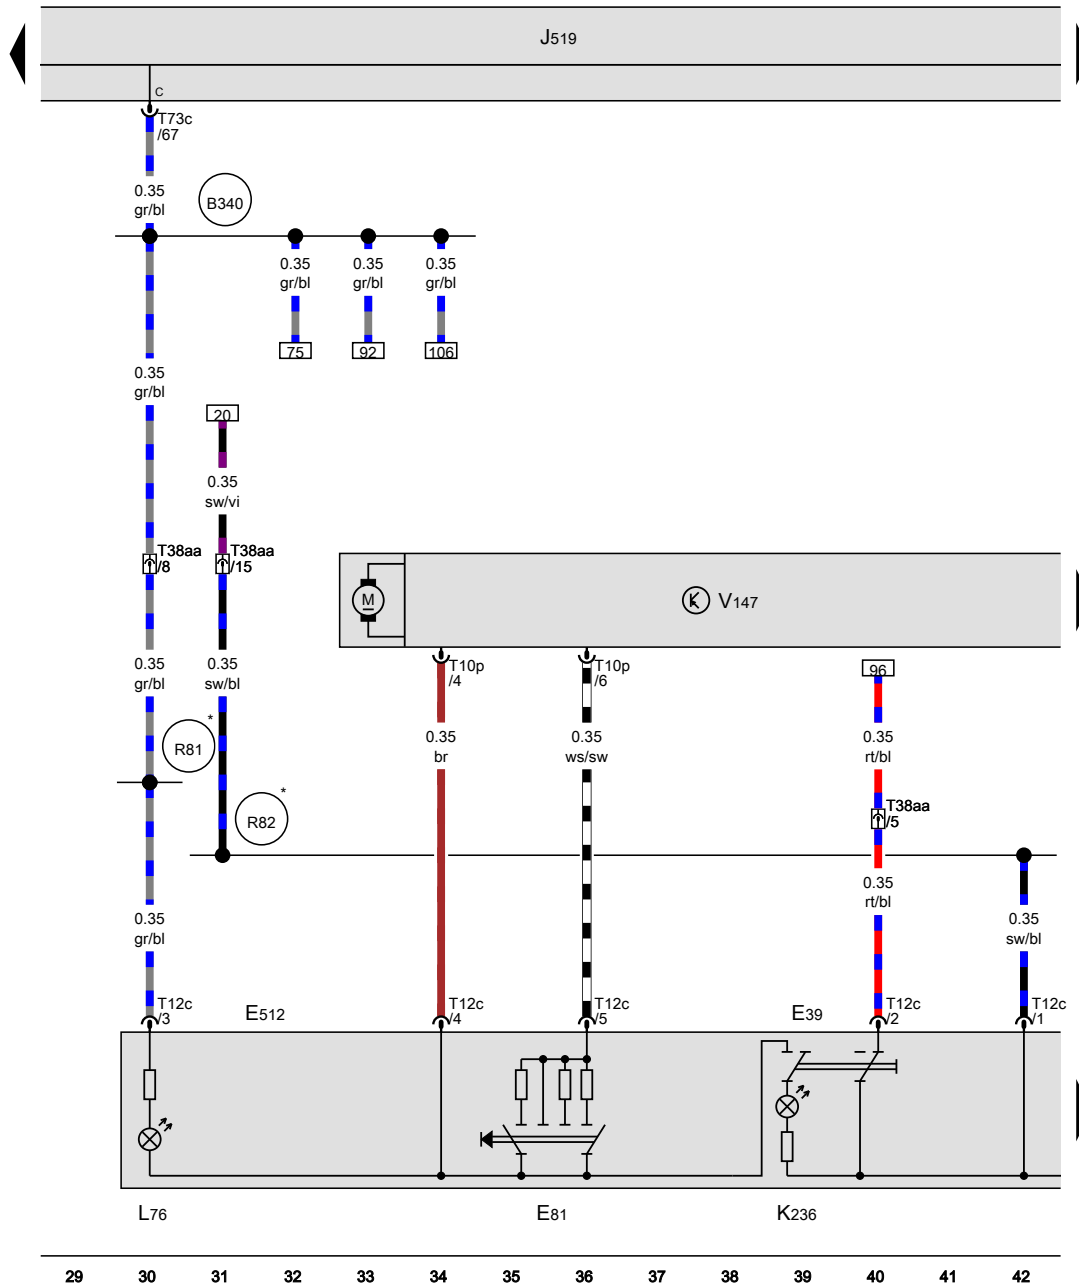 J519
C
T73c
/67
0.35
gr/bl
B340
0.35
gr/bl
0.35
gr/bl
0.35
gr/bl
75
92
106
0.35
gr/bl
20
0.35
sw/vi
T38aa
/8
T38aa
/15
M
V147
0.35
gr/bl
0.35
sw/bl
T10p
/4
T10p
/6
96
*
R81
0.35
br
0.35
ws/sw
0.35
rt/bl
*
R82
T38aa
/5
0.35
rt/bl
0.35
gr/bl
0.35
sw/bl
T12c
/3
E512
T12c
/4
T12c
/5
E39
T12c
/2
T12c
/1
L76
E81
K236
29 30 31 32 33 34 35 36 37 38 39 40 41 42